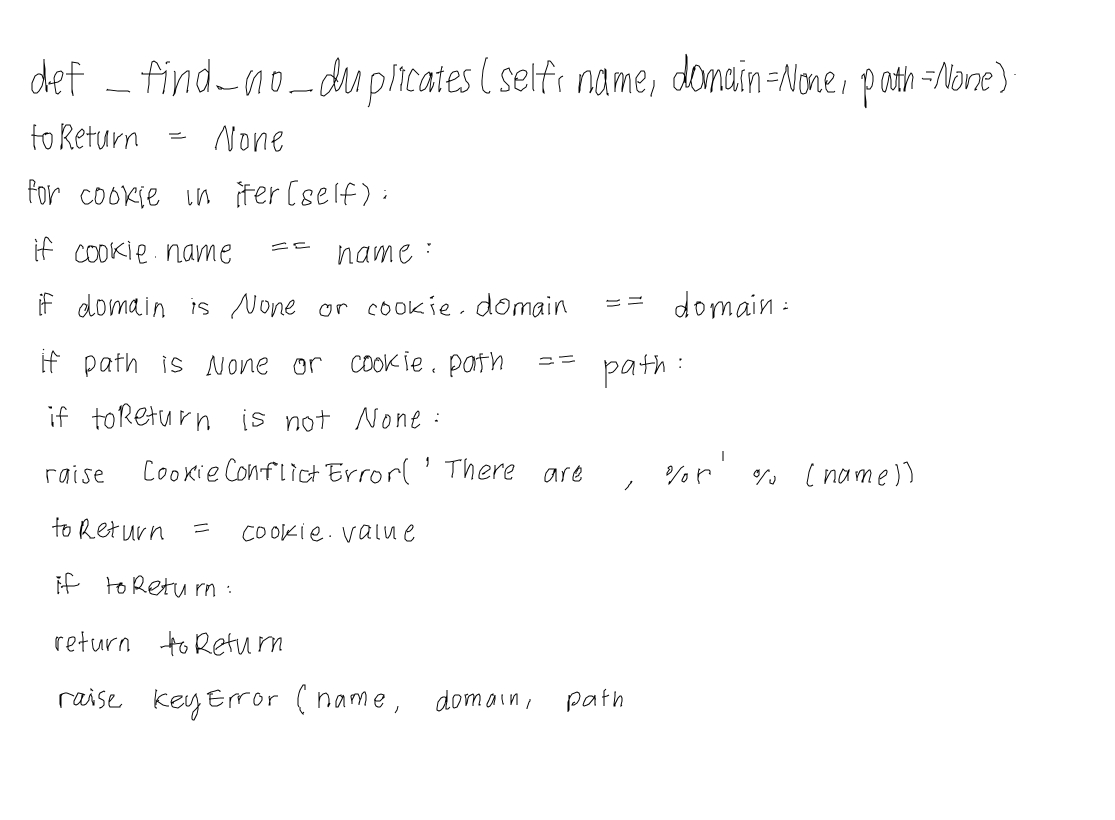 def _find_no_duplicates(self, name, domain=None, path=None)
toReturn = None
for cookie in iter(self):
if cookie.name == name:
if domain is None or cookie.domain == domain:
if path is None or cookie.path == path:
if toReturn is not None:
raise CookieConflictError('There are , %r' % (name))
toReturn = cookie.value
if toReturn:
return toReturn
raise keyError(name, domain, path